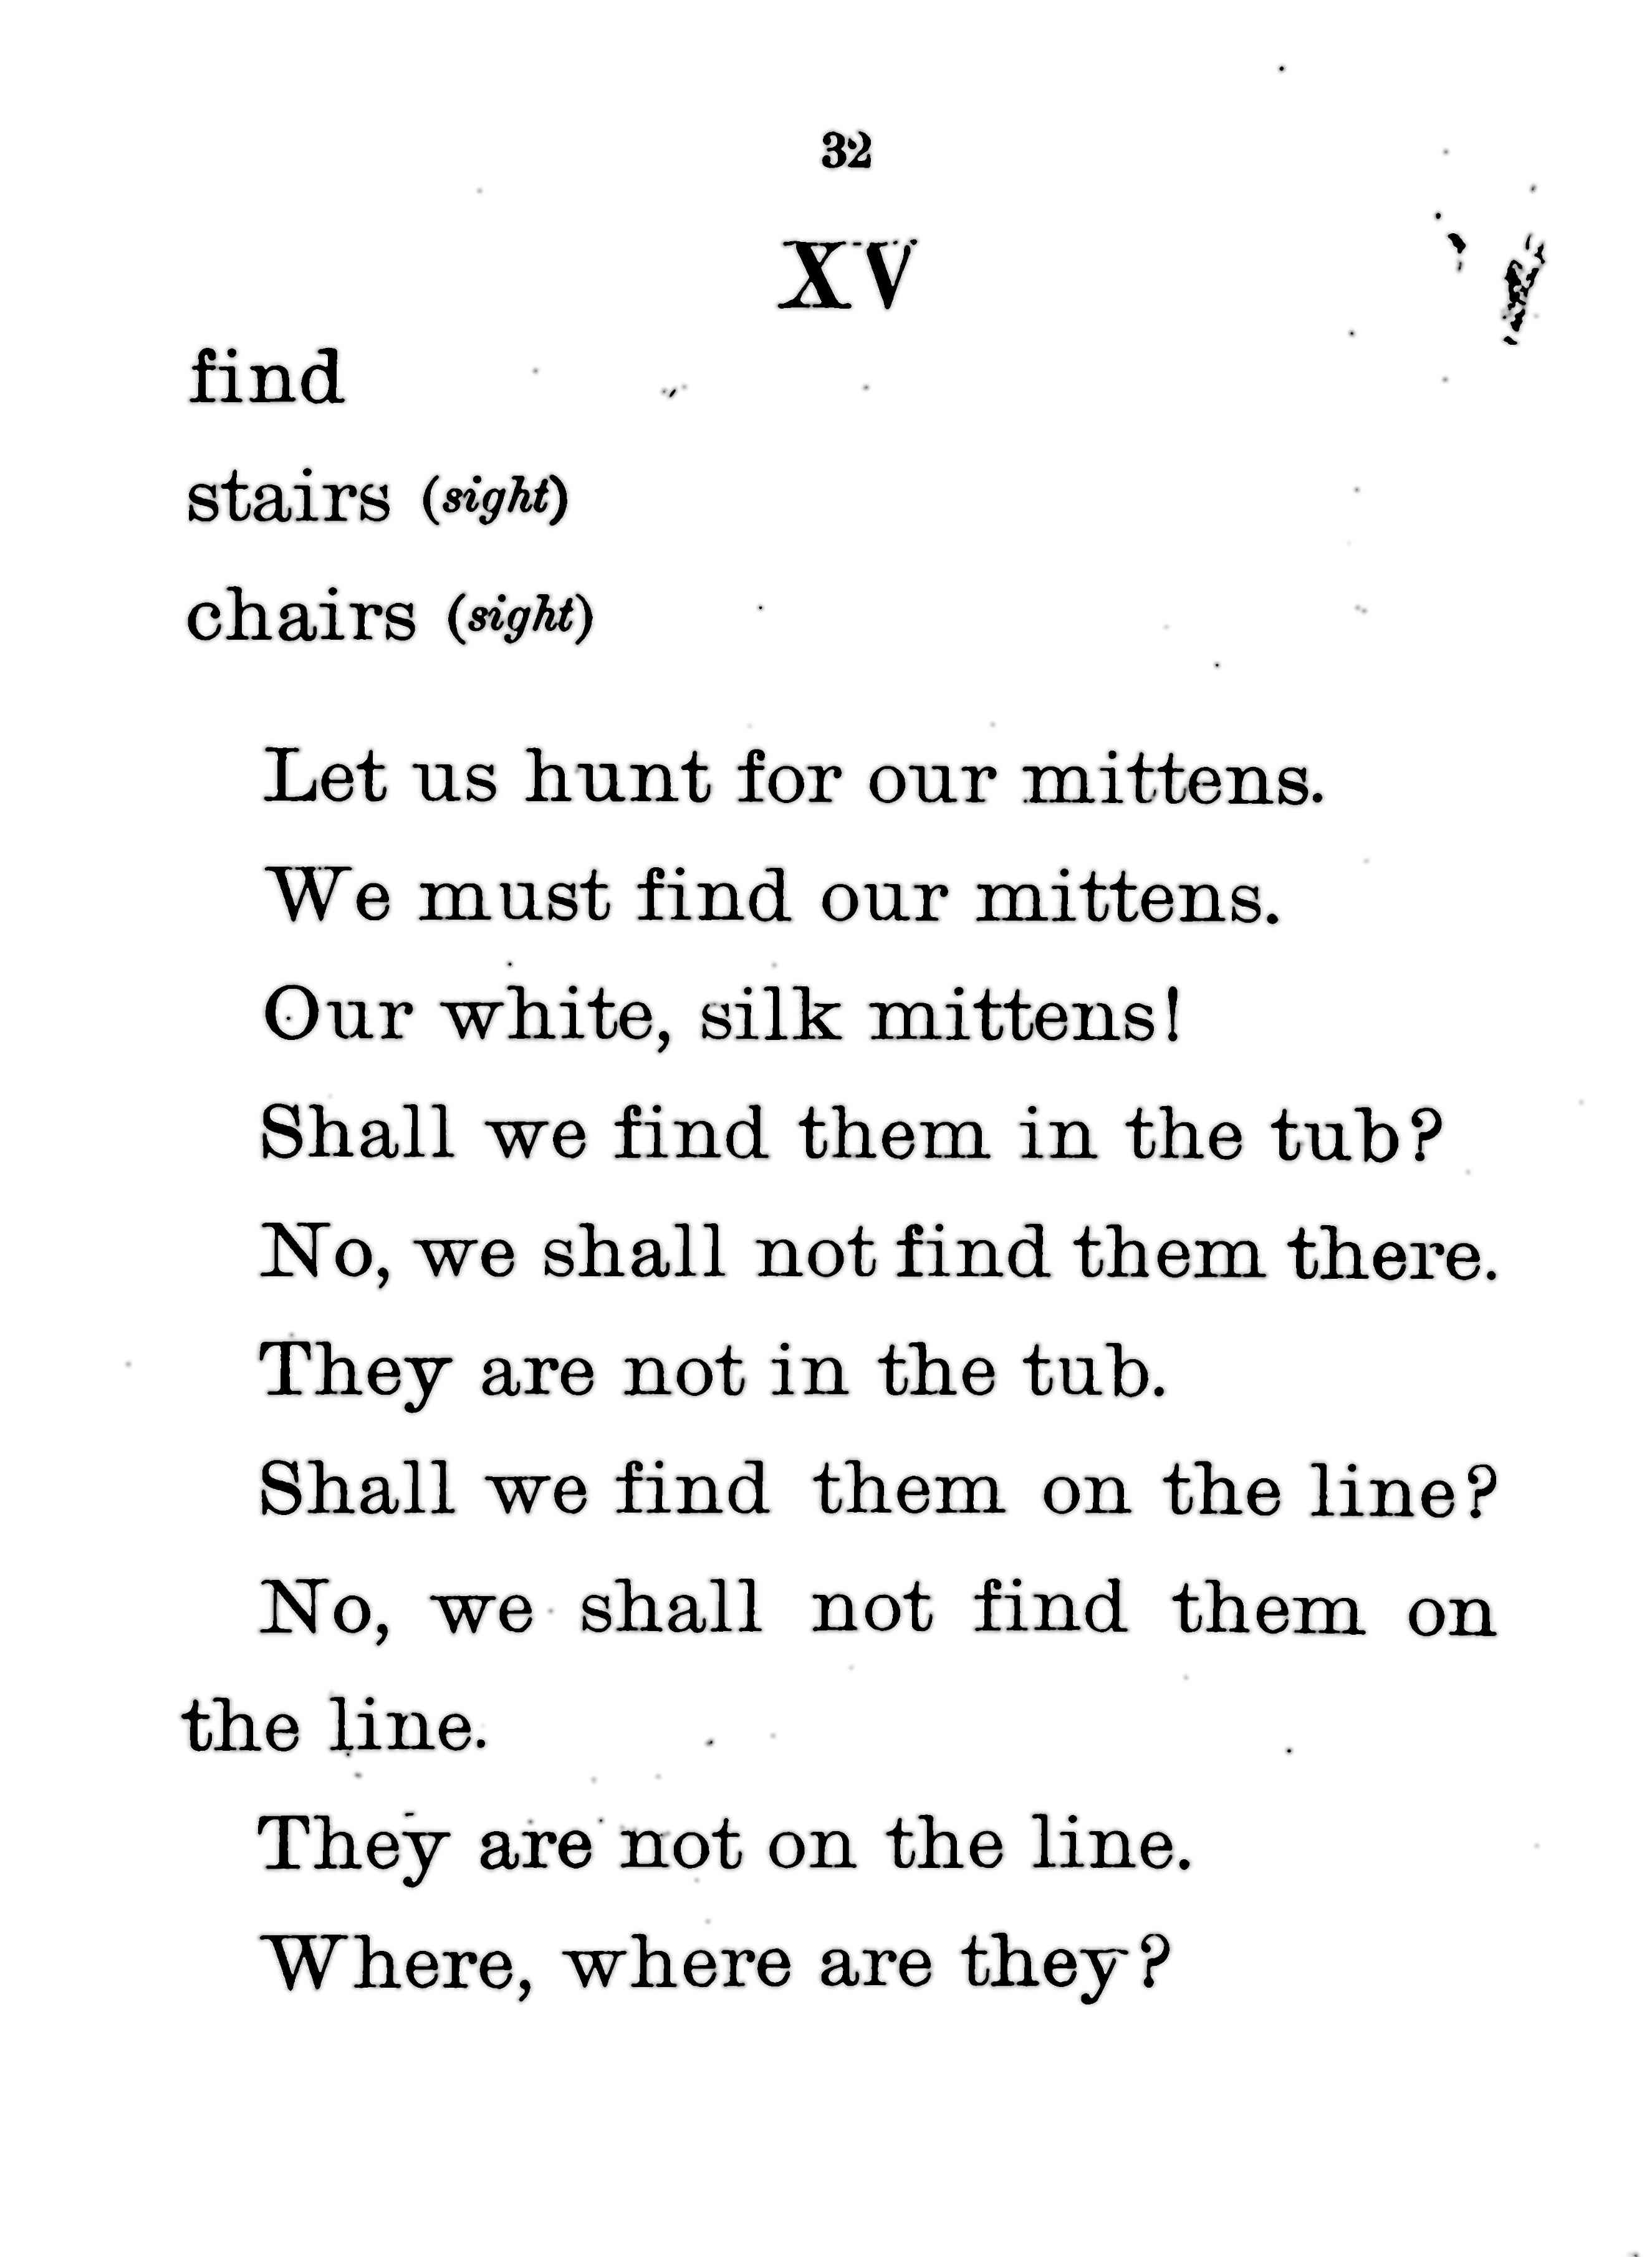 32
XV
find
stairs (sight)
chairs (sight)
Let us hunt for our mittens.
We must find our mittens.
Our white, silk mittens!
Shall we find them in the tub?
No, we shall not find them there.
They are not in the tub.
Shall we find them on the line?
No, we shall not find them on
the line.
They are not on the line.
Where, where are they?